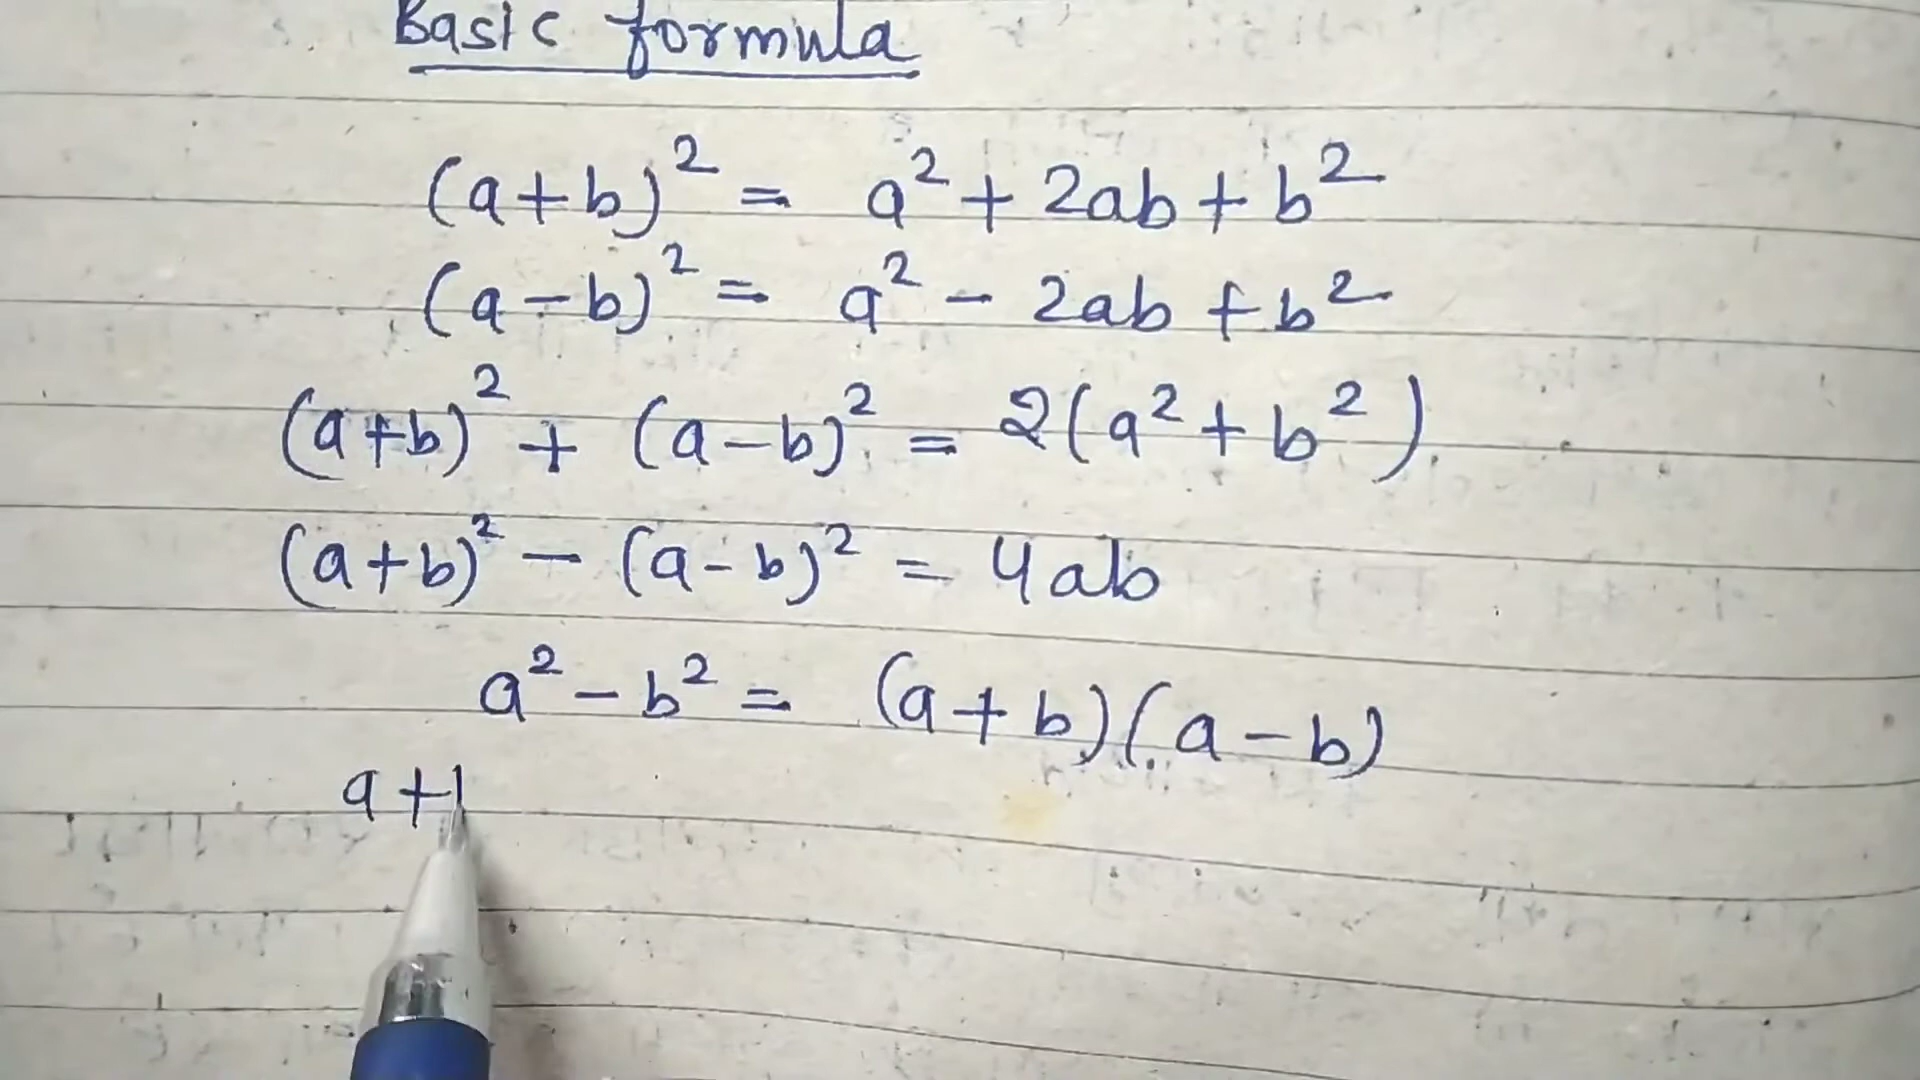 Basic formula
(a+b)² = a² + 2ab + b²
(a-b)² = a² - 2ab + b²
(a+b)² + (a-b)² = 2(a² + b²)
(a+b)² - (a-b)² = 4ab
a² - b² = (a+b)(a-b)
a+